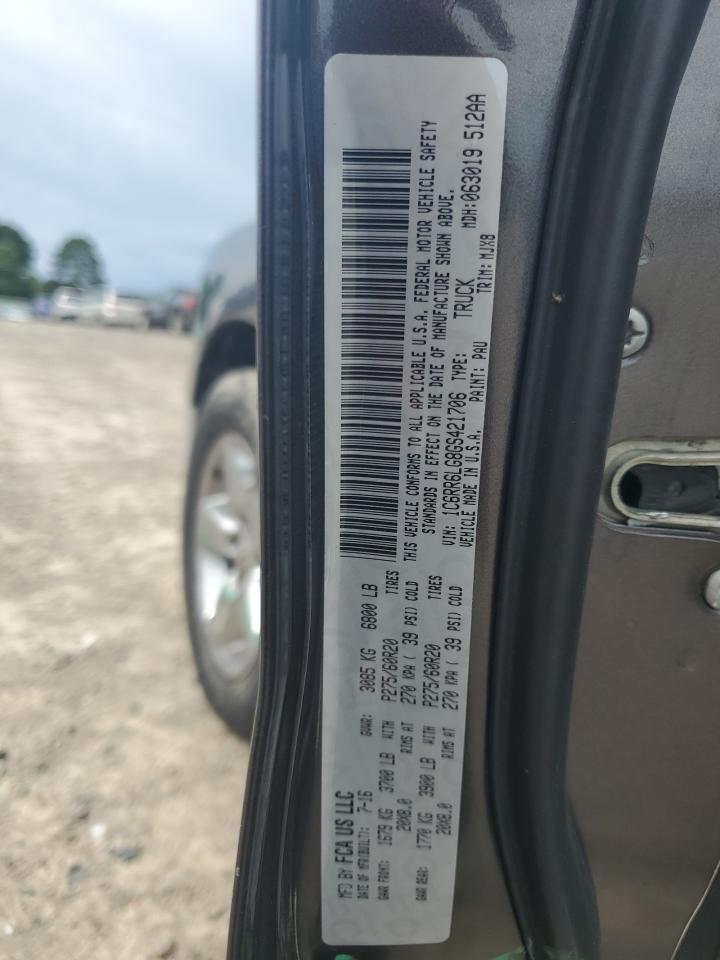 MFD BY FCA US LLC
DATE OF MFR(BUILT): 7-16 GVWR: 3085 KG 6800 LB
GAWR FRONT: 1679 KG 3700 LB WITH P275/60R20 TIRES
20X8.0 RIMS AT 270 KPA ( 39 PSI) COLD
GAWR REAR: 1770 KG 3900 LB WITH P275/60R20 TIRES
20X8.0 RIMS AT 270 KPA ( 39 PSI) COLD
THIS VEHICLE CONFORMS TO ALL APPLICABLE U.S.A. FEDERAL MOTOR VEHICLE SAFETY
STANDARDS IN EFFECT ON THE DATE OF MANUFACTURE SHOWN ABOVE.
VIN: 1C6RR6LG8GS421706 TYPE: TRUCK MDH:063019 512AA
VEHICLE MADE IN U.S.A. PAINT: PAU TRIM: MJX8